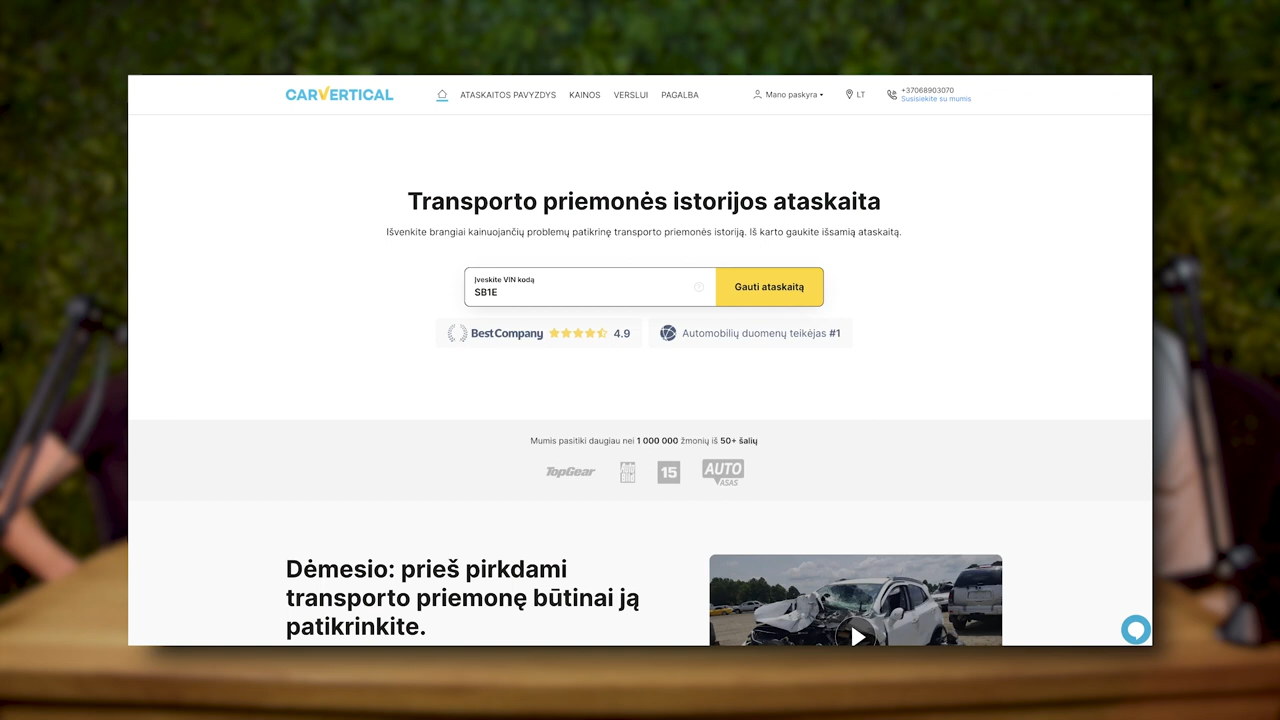 CARVERTICAL
ATASKAITOS PAVYZDYS KAINOS VERSLUI PAGALBA
Mano paskyra
LT
+37068903070
Susisiekite su mumis
Transporto priemonės istorijos ataskaita
Išvenkite brangiai kainuojančių problemų patikrinę transporto priemonės istoriją. Iš karto gaukite išsamią ataskaitą.
Įveskite VIN kodą
SB1E
Gauti ataskaitą
BestCompany 4.9
Automobilių duomenų teikėjas #1
Mumis pasitiki daugiau nei 1 000 000 žmonių iš 50+ šalių
TopGear
Auto Bild
15
AUTO
ASAS
Dėmesio: prieš pirkdami
transporto priemonę būtinai ją
patikrinkite.